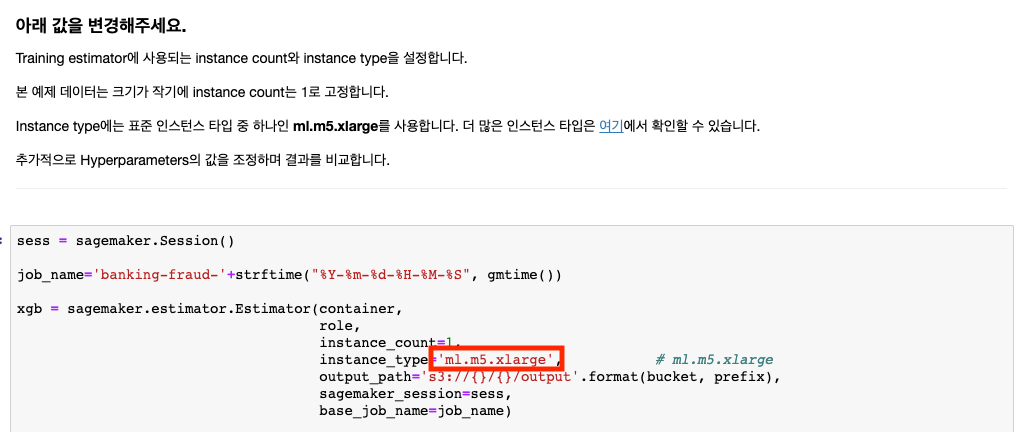 아래 값을 변경해주세요.
Training estimator에 사용되는 instance count와 instance type을 설정합니다.
본 예제 데이터는 크기가 작기에 instance count는 1로 고정합니다.
Instance type에는 표준 인스턴스 타입 중 하나인 ml.m5.xlarge를 사용합니다. 더 많은 인스턴스 타입은 여기에서 확인할 수 있습니다.
추가적으로 Hyperparameters의 값을 조정하며 결과를 비교합니다.
sess = sagemaker.Session()
job_name='banking-fraud-'+strftime("%Y-%m-%d-%H-%M-%S", gmtime())
xgb = sagemaker.estimator.Estimator(container,
role,
instance_count=1,
instance_type='ml.m5.xlarge', # ml.m5.xlarge
output_path='s3://{}/{}/output'.format(bucket, prefix),
sagemaker_session=sess,
base_job_name=job_name)